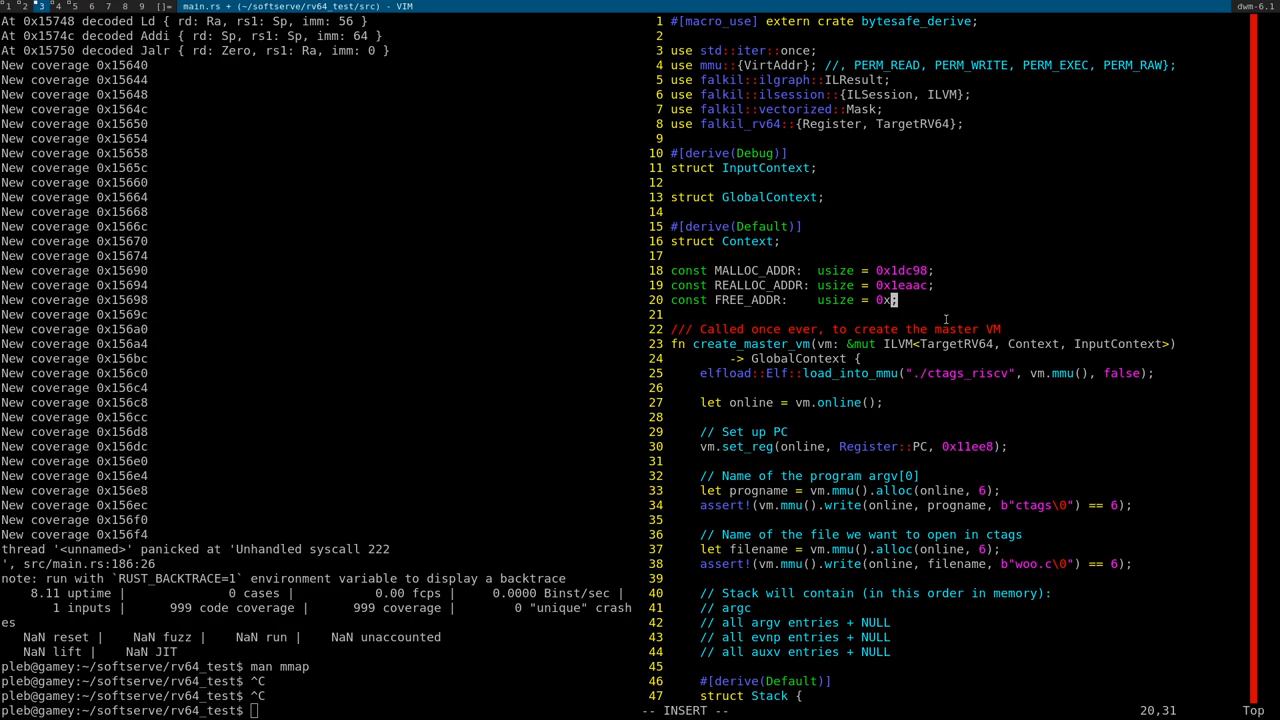 1 2 3 4 5 6 7 8 9 []= main.rs + (~/softserve/rv64_test/src) - VIM dwm-6.1
At 0x15748 decoded Ld { rd: Ra, rs1: Sp, imm: 56 }
At 0x1574c decoded Addi { rd: Sp, rs1: Sp, imm: 64 }
At 0x15750 decoded Jalr { rd: Zero, rs1: Ra, imm: 0 }
New coverage 0x15640
New coverage 0x15644
New coverage 0x15648
New coverage 0x1564c
New coverage 0x15650
New coverage 0x15654
New coverage 0x15658
New coverage 0x1565c
New coverage 0x15660
New coverage 0x15664
New coverage 0x15668
New coverage 0x1566c
New coverage 0x15670
New coverage 0x15674
New coverage 0x15690
New coverage 0x15694
New coverage 0x15698
New coverage 0x1569c
New coverage 0x156a0
New coverage 0x156a4
New coverage 0x156bc
New coverage 0x156c0
New coverage 0x156c4
New coverage 0x156c8
New coverage 0x156cc
New coverage 0x156d8
New coverage 0x156dc
New coverage 0x156e0
New coverage 0x156e4
New coverage 0x156e8
New coverage 0x156ec
New coverage 0x156f0
New coverage 0x156f4
thread '<unnamed>' panicked at 'Unhandled syscall 222
', src/main.rs:186:26
note: run with `RUST_BACKTRACE=1` environment variable to display a backtrace
8.11 uptime | 0 cases | 0.00 fcps | 0.0000 Binst/sec |
1 inputs | 999 code coverage | 999 coverage | 0 "unique" crash
es
NaN reset | NaN fuzz | NaN run | NaN unaccounted
NaN lift | NaN JIT
pleb@gamey:~/softserve/rv64_test$ man mmap
pleb@gamey:~/softserve/rv64_test$ ^C
pleb@gamey:~/softserve/rv64_test$ ^C
pleb@gamey:~/softserve/rv64_test$
1 #[macro_use] extern crate bytesafe_derive;
2
3 use std::iter::once;
4 use mmu::{VirtAddr}; //, PERM_READ, PERM_WRITE, PERM_EXEC, PERM_RAW};
5 use falkil::ilgraph::ILResult;
6 use falkil::ilsession::{ILSession, ILVM};
7 use falkil::vectorized::Mask;
8 use falkil_rv64::{Register, TargetRV64};
9
10 #[derive(Debug)]
11 struct InputContext;
12
13 struct GlobalContext;
14
15 #[derive(Default)]
16 struct Context;
17
18 const MALLOC_ADDR:  usize = 0x1dc98;
19 const REALLOC_ADDR: usize = 0x1eaac;
20 const FREE_ADDR:    usize = 0x;
21
22 /// Called once ever, to create the master VM
23 fn create_master_vm(vm: &mut ILVM<TargetRV64, Context, InputContext>)
24         -> GlobalContext {
25     elfload::Elf::load_into_mmu("./ctags_riscv", vm.mmu(), false);
26
27     let online = vm.online();
28
29     // Set up PC
30     vm.set_reg(online, Register::PC, 0x11ee8);
31
32     // Name of the program argv[0]
33     let progname = vm.mmu().alloc(online, 6);
34     assert!(vm.mmu().write(online, progname, b"ctags\0") == 6);
35
36     // Name of the file we want to open in ctags
37     let filename = vm.mmu().alloc(online, 6);
38     assert!(vm.mmu().write(online, filename, b"woo.c\0") == 6);
39
40     // Stack will contain (in this order in memory):
41     // argc
42     // all argv entries + NULL
43     // all evnp entries + NULL
44     // all auxv entries + NULL
45
46     #[derive(Default)]
47     struct Stack {
-- INSERT -- 20,31 Top